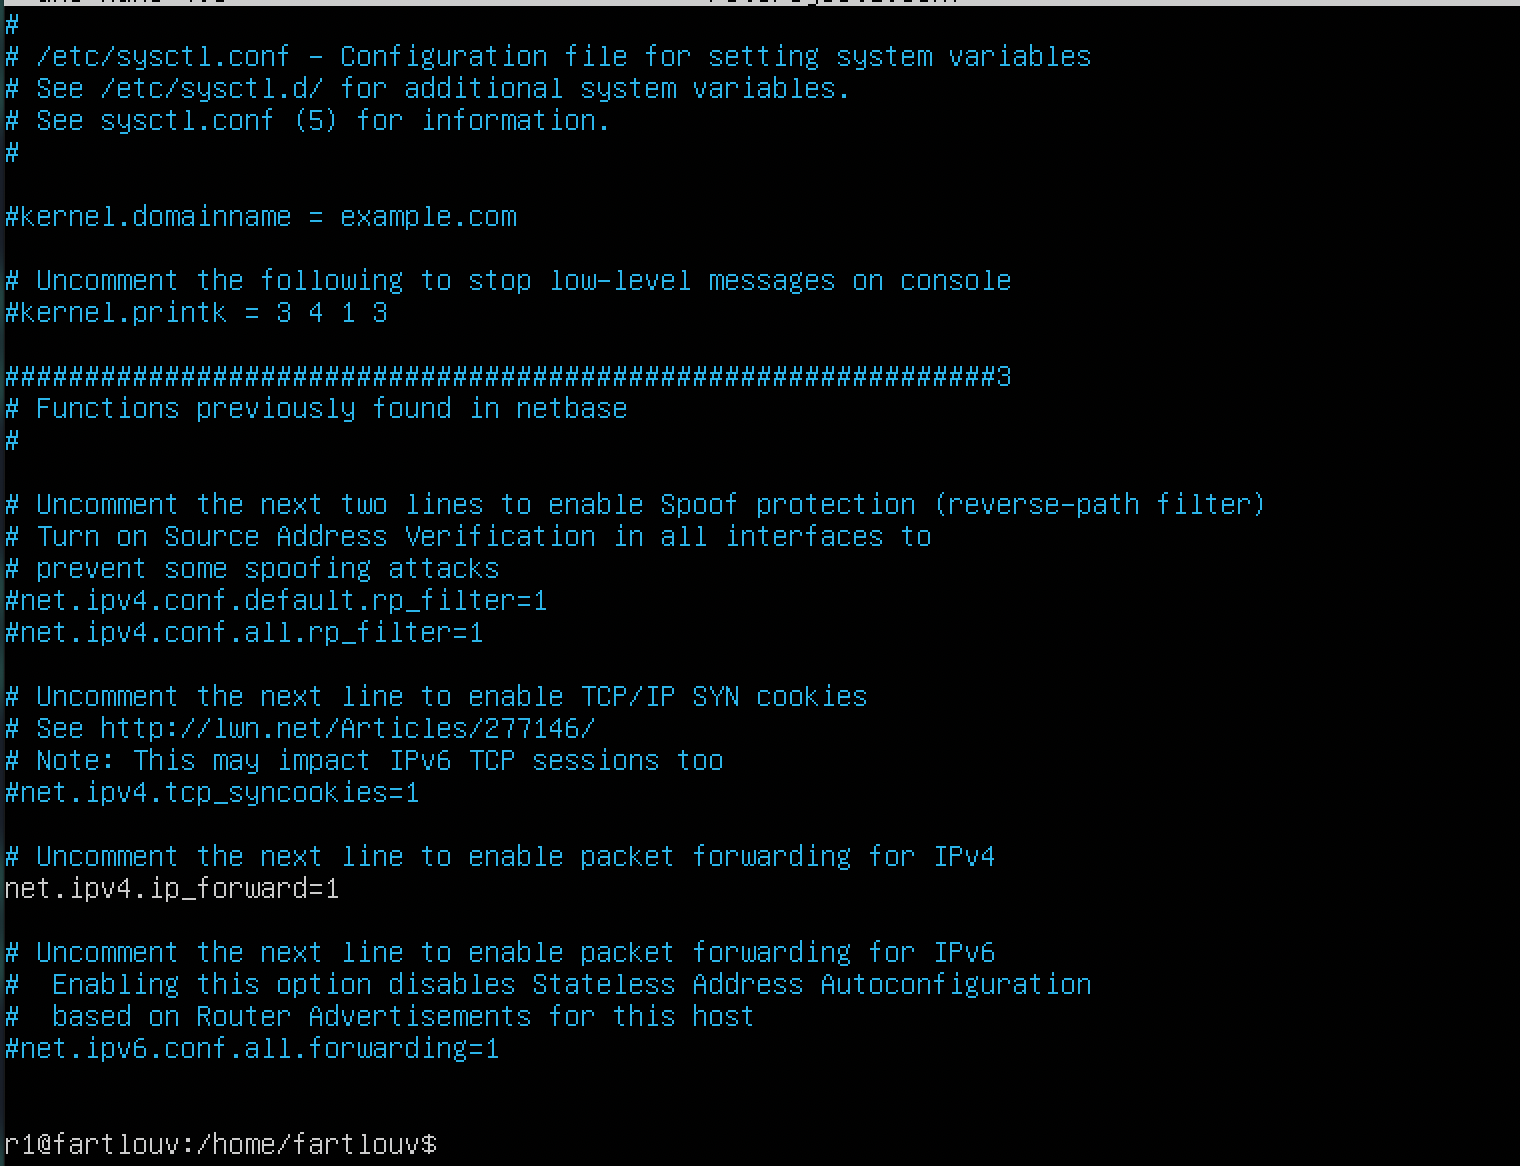 #
# /etc/sysctl.conf - Configuration file for setting system variables
# See /etc/sysctl.d/ for additional system variables.
# See sysctl.conf (5) for information.
#
#kernel.domainname = example.com
# Uncomment the following to stop low-level messages on console
#kernel.printk = 3 4 1 3
##############################################################3
# Functions previously found in netbase
#
# Uncomment the next two lines to enable Spoof protection (reverse-path filter)
# Turn on Source Address Verification in all interfaces to
# prevent some spoofing attacks
#net.ipv4.conf.default.rp_filter=1
#net.ipv4.conf.all.rp_filter=1
# Uncomment the next line to enable TCP/IP SYN cookies
# See http://lwn.net/Articles/277146/
# Note: This may impact IPv6 TCP sessions too
#net.ipv4.tcp_syncookies=1
# Uncomment the next line to enable packet forwarding for IPv4
net.ipv4.ip_forward=1
# Uncomment the next line to enable packet forwarding for IPv6
#  Enabling this option disables Stateless Address Autoconfiguration
#  based on Router Advertisements for this host
#net.ipv6.conf.all.forwarding=1
r1@fartlouv:/home/fartlouv$